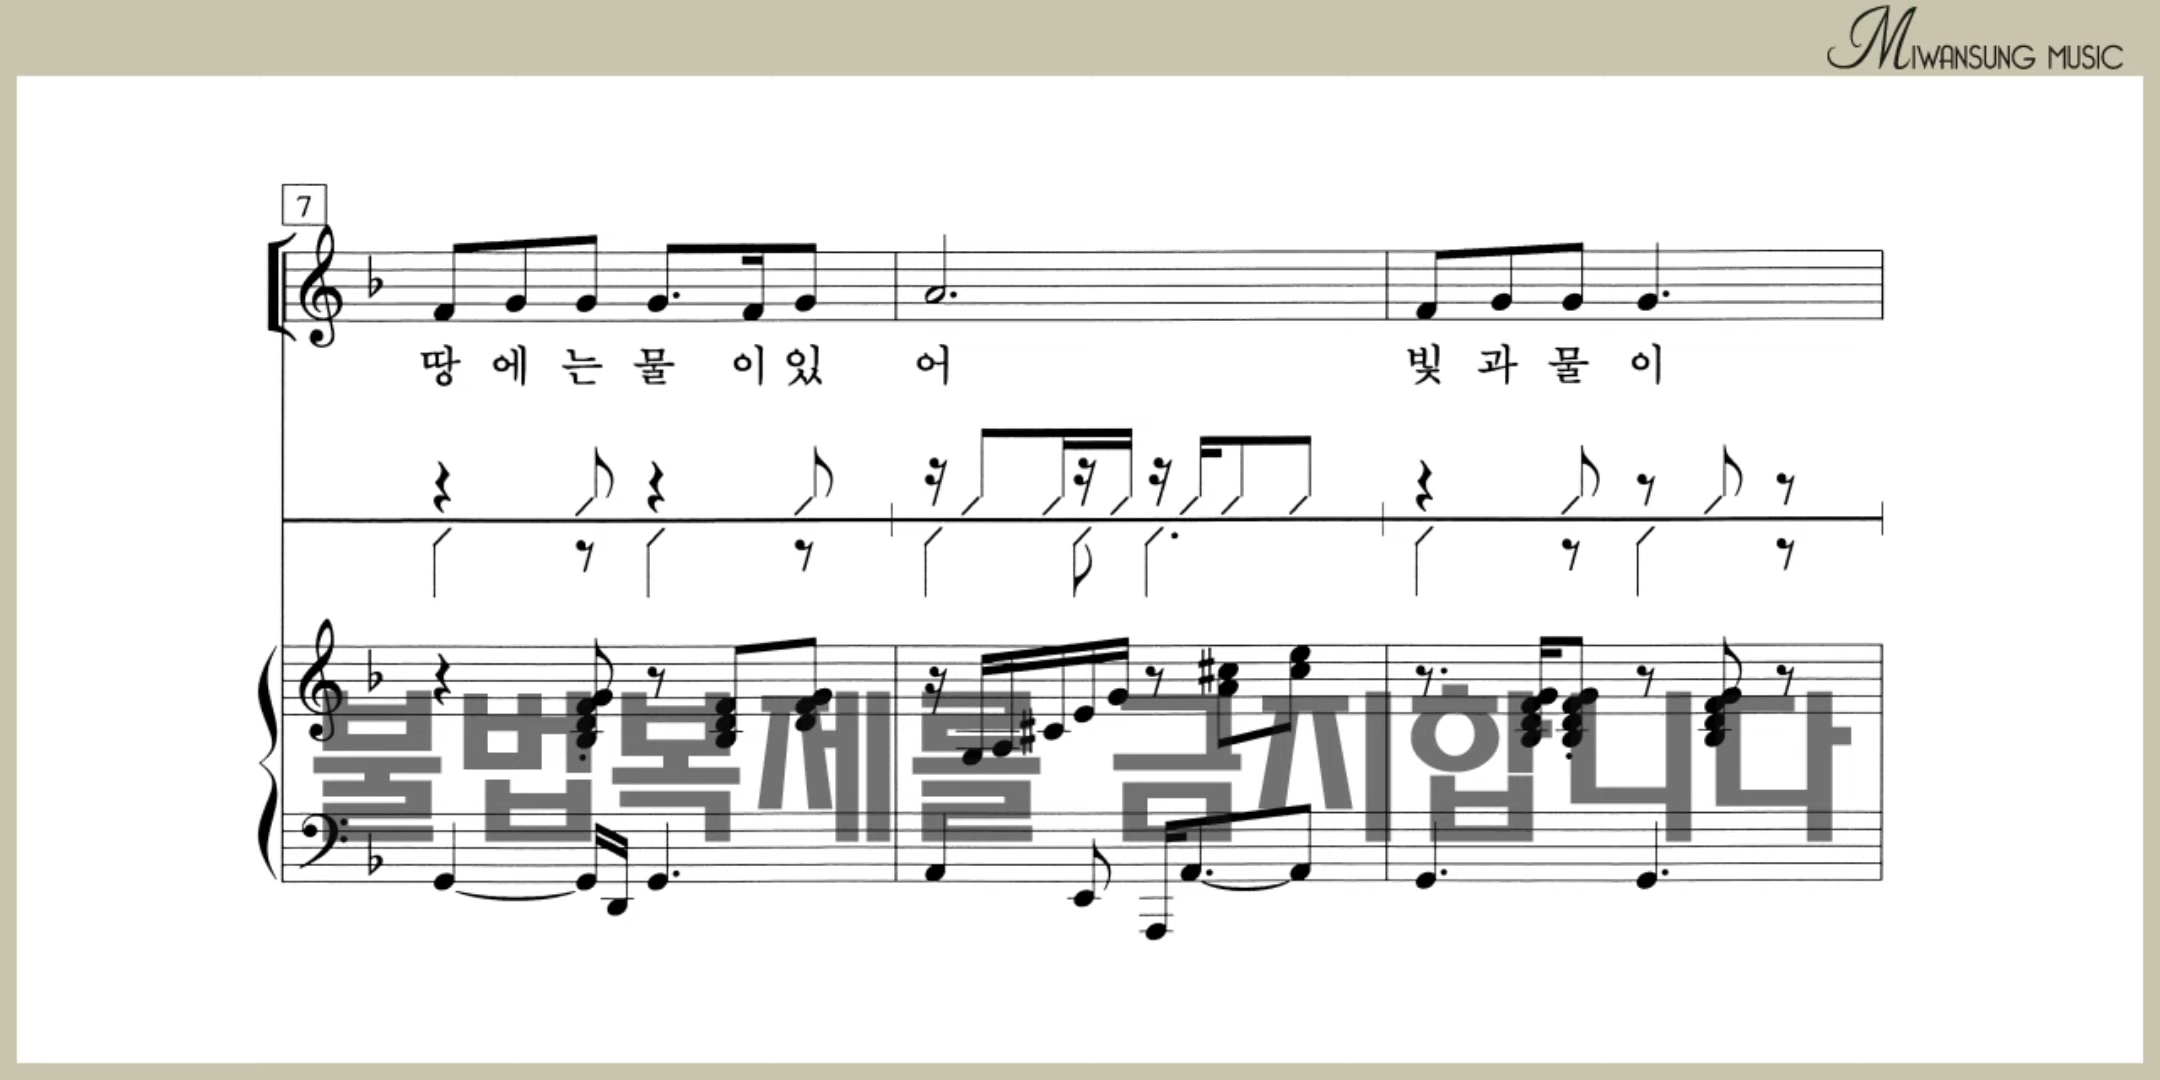 MIWANSUNG MUSIC
7
땅 에 는 물 이 있 어 빛 과 물 이
불법복제를 금지합니다